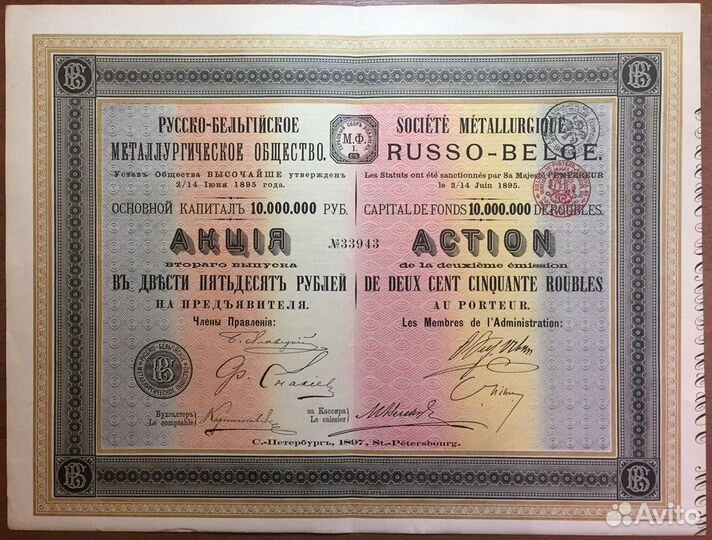 РУССКО-БЕЛЬГІЙСКОЕ
МЕТАЛЛУРГИЧЕСКОЕ ОБЩЕСТВО.
Уставъ Общества ВЫСОЧАЙШЕ утвержденъ
2/14 Іюня 1895 года.
ОСНОВНОЙ КАПИТАЛЪ 10.000.000 РУБ.
АКЦІЯ
втораго выпуска
ВЪ ДВѢСТИ ПЯТЬДЕСЯТЪ РУБЛЕЙ
НА ПРЕДЪЯВИТЕЛЯ.
Члены Правленія:
М.Ф.
I.
№33943
SOCIÉTÉ MÉTALLURGIQUE
RUSSO-BELGE.
Les Statuts ont été sanctionnés par Sa Majesté l'EMPEREUR
le 2/14 Juin 1895.
CAPITAL DE FONDS 10.000.000 DE ROUBLES.
ACTION
de la deuxième émission
DE DEUX CENT CINQUANTE ROUBLES
AU PORTEUR.
Les Membres de l'Administration:
Бухгалтеръ
Le comptable
за Кассира
Le caissier
С.-Петербургъ, 1897, St.-Pétersbourg.
Avito